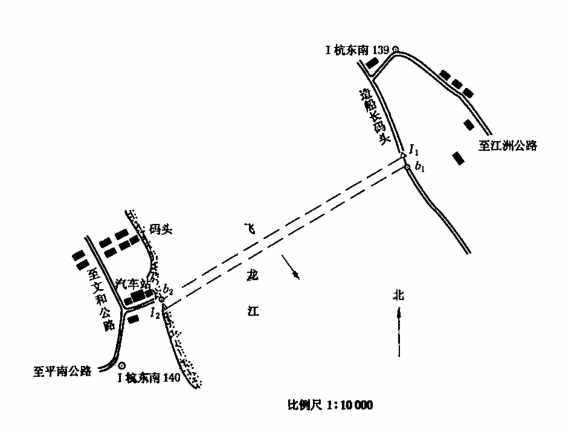 I 杭东南 139
造船长码头
至江洲公路
I₁
b₁
码头
飞龙江
汽车站
b₂
I₂
至文和公路
北
至平南公路
I 杭东南 140
比例尺 1:10 000